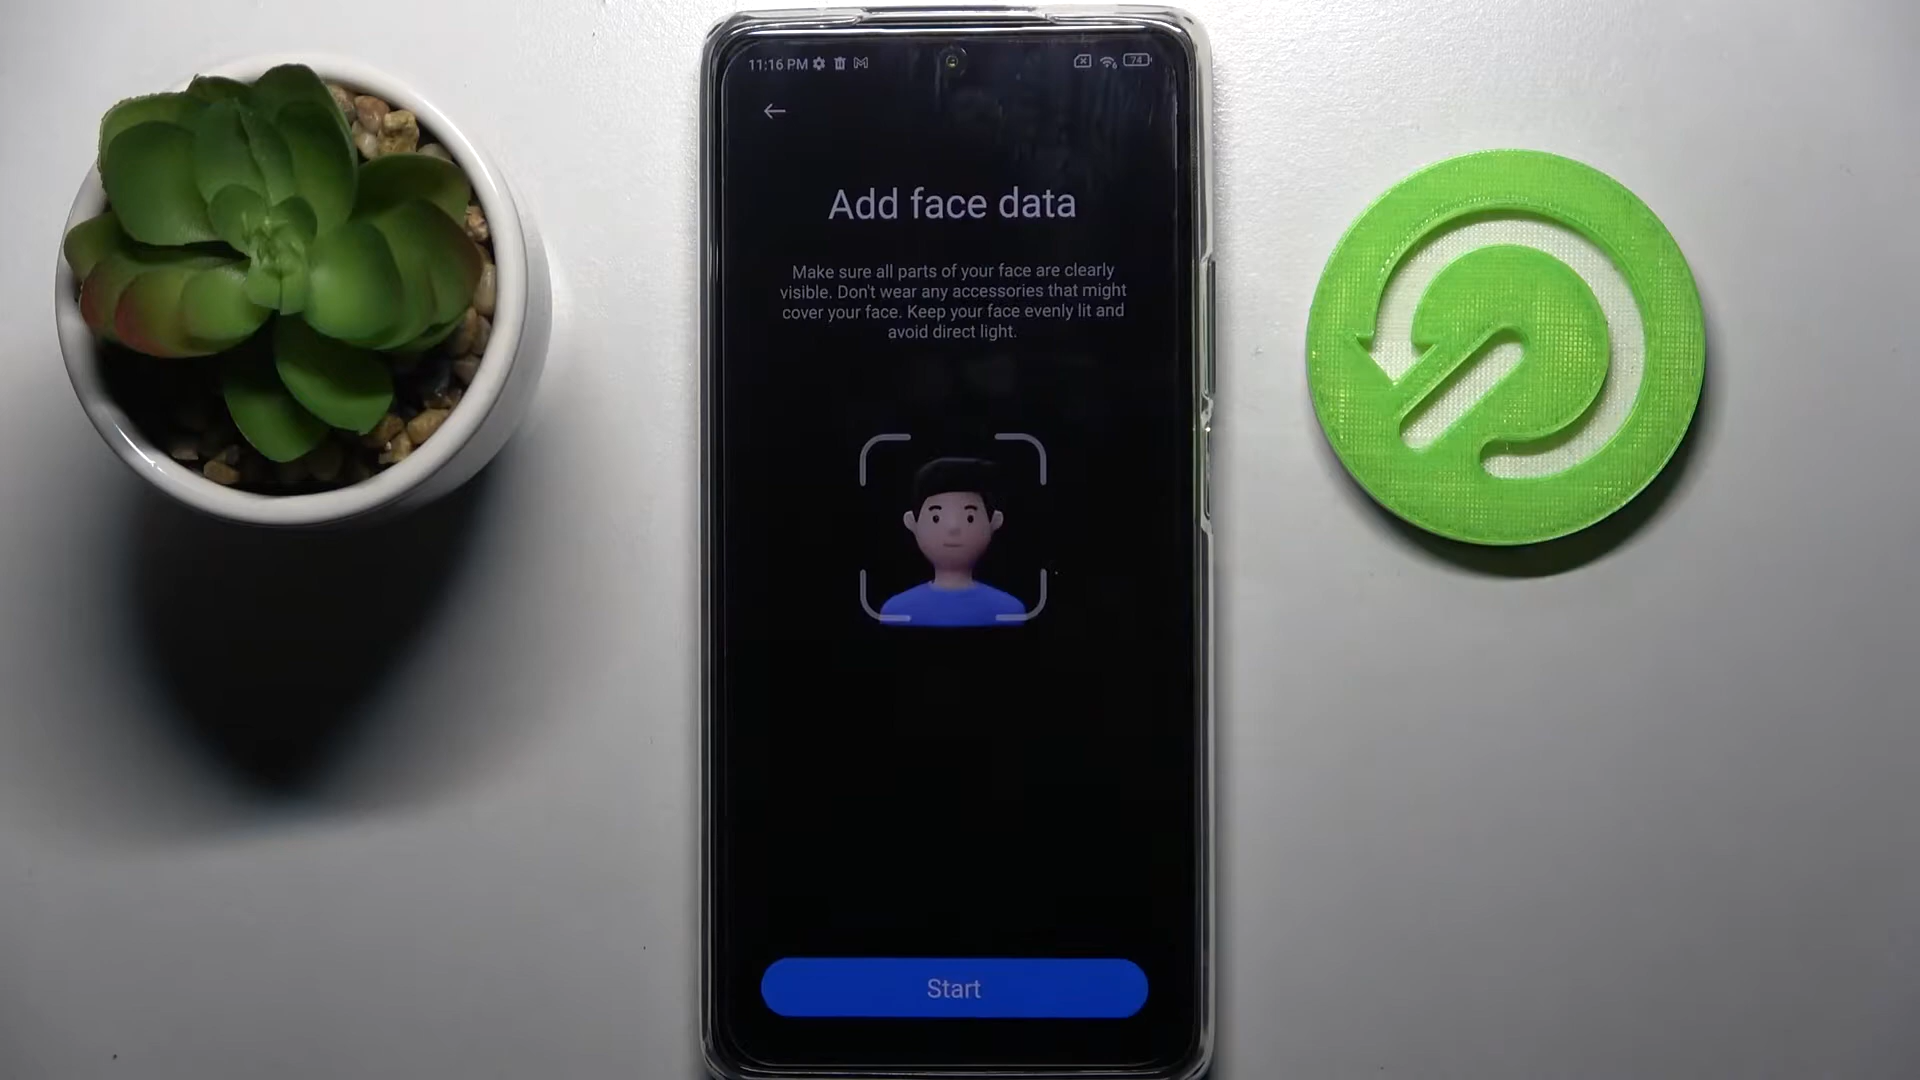 11:16 PM
74
Add face data
Make sure all parts of your face are clearly
visible. Don't wear any accessories that might
cover your face. Keep your face evenly lit and
avoid direct light.
Start